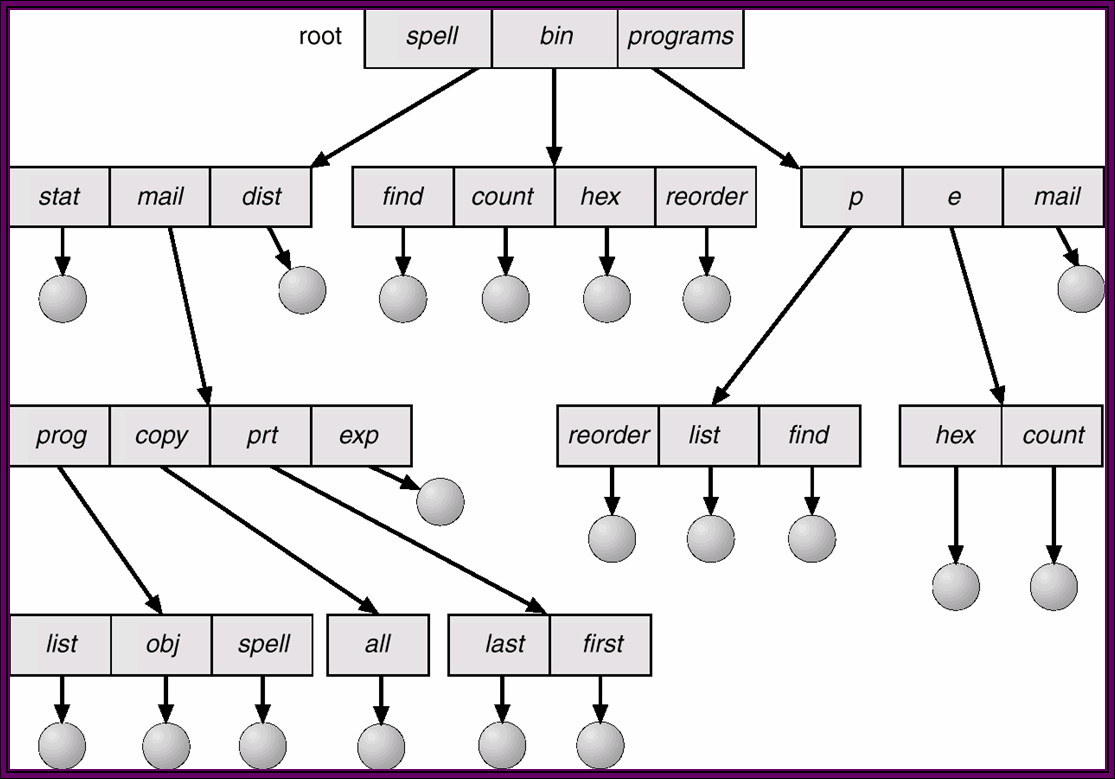 root spell bin programs
stat mail dist find count hex reorder p e mail
prog copy prt exp reorder list find hex count
list obj spell all last first